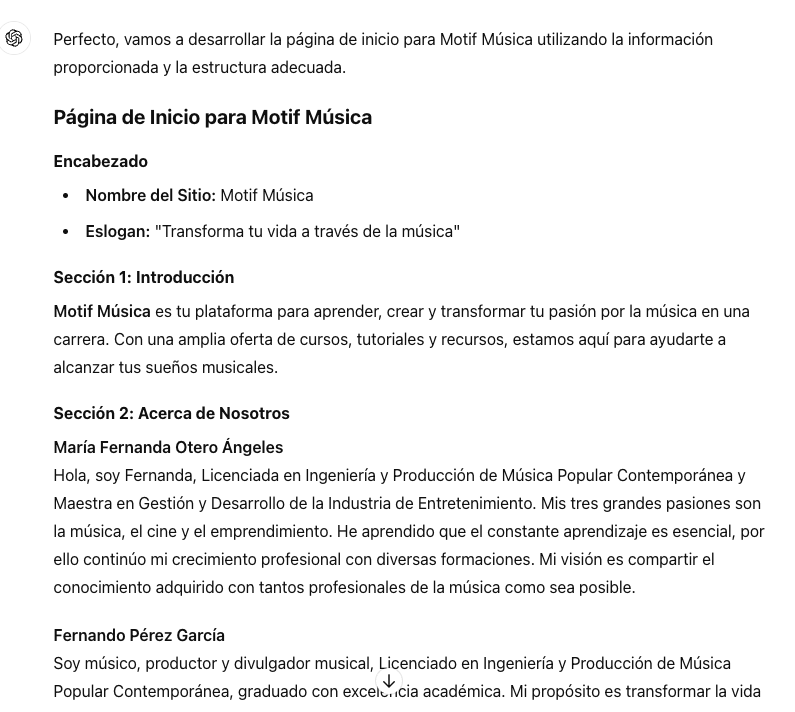 Perfecto, vamos a desarrollar la página de inicio para Motif Música utilizando la información
proporcionada y la estructura adecuada.
Página de Inicio para Motif Música
Encabezado
• Nombre del Sitio: Motif Música
• Eslogan: "Transforma tu vida a través de la música"
Sección 1: Introducción
Motif Música es tu plataforma para aprender, crear y transformar tu pasión por la música en una
carrera. Con una amplia oferta de cursos, tutoriales y recursos, estamos aquí para ayudarte a
alcanzar tus sueños musicales.
Sección 2: Acerca de Nosotros
María Fernanda Otero Ángeles
Hola, soy Fernanda, Licenciada en Ingeniería y Producción de Música Popular Contemporánea y
Maestra en Gestión y Desarrollo de la Industria de Entretenimiento. Mis tres grandes pasiones son
la música, el cine y el emprendimiento. He aprendido que el constante aprendizaje es esencial, por
ello continúo mi crecimiento profesional con diversas formaciones. Mi visión es compartir el
conocimiento adquirido con tantos profesionales de la música como sea posible.
Fernando Pérez García
Soy músico, productor y divulgador musical, Licenciado en Ingeniería y Producción de Música
Popular Contemporánea, graduado con excelencia académica. Mi propósito es transformar la vida